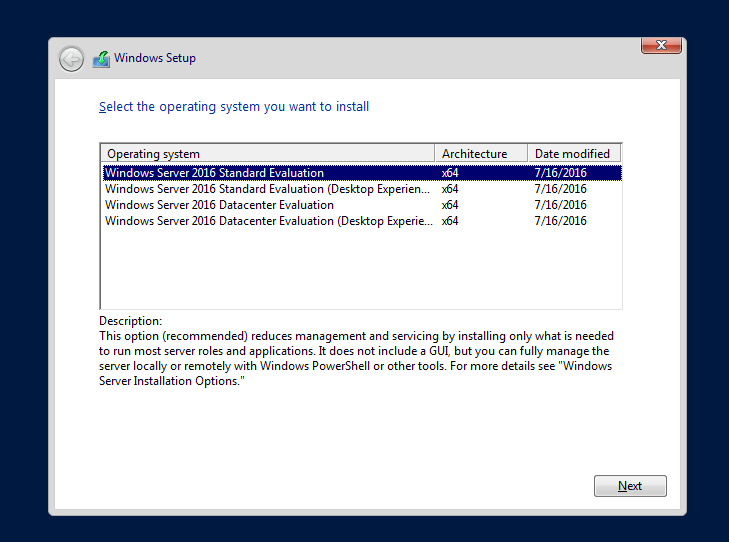 Windows Setup
Select the operating system you want to install
Operating system Architecture Date modified
Windows Server 2016 Standard Evaluation x64 7/16/2016
Windows Server 2016 Standard Evaluation (Desktop Experien... x64 7/16/2016
Windows Server 2016 Datacenter Evaluation x64 7/16/2016
Windows Server 2016 Datacenter Evaluation (Desktop Experie... x64 7/16/2016
Description:
This option (recommended) reduces management and servicing by installing only what is needed
to run most server roles and applications. It does not include a GUI, but you can fully manage the
server locally or remotely with Windows PowerShell or other tools. For more details see "Windows
Server Installation Options."
Next